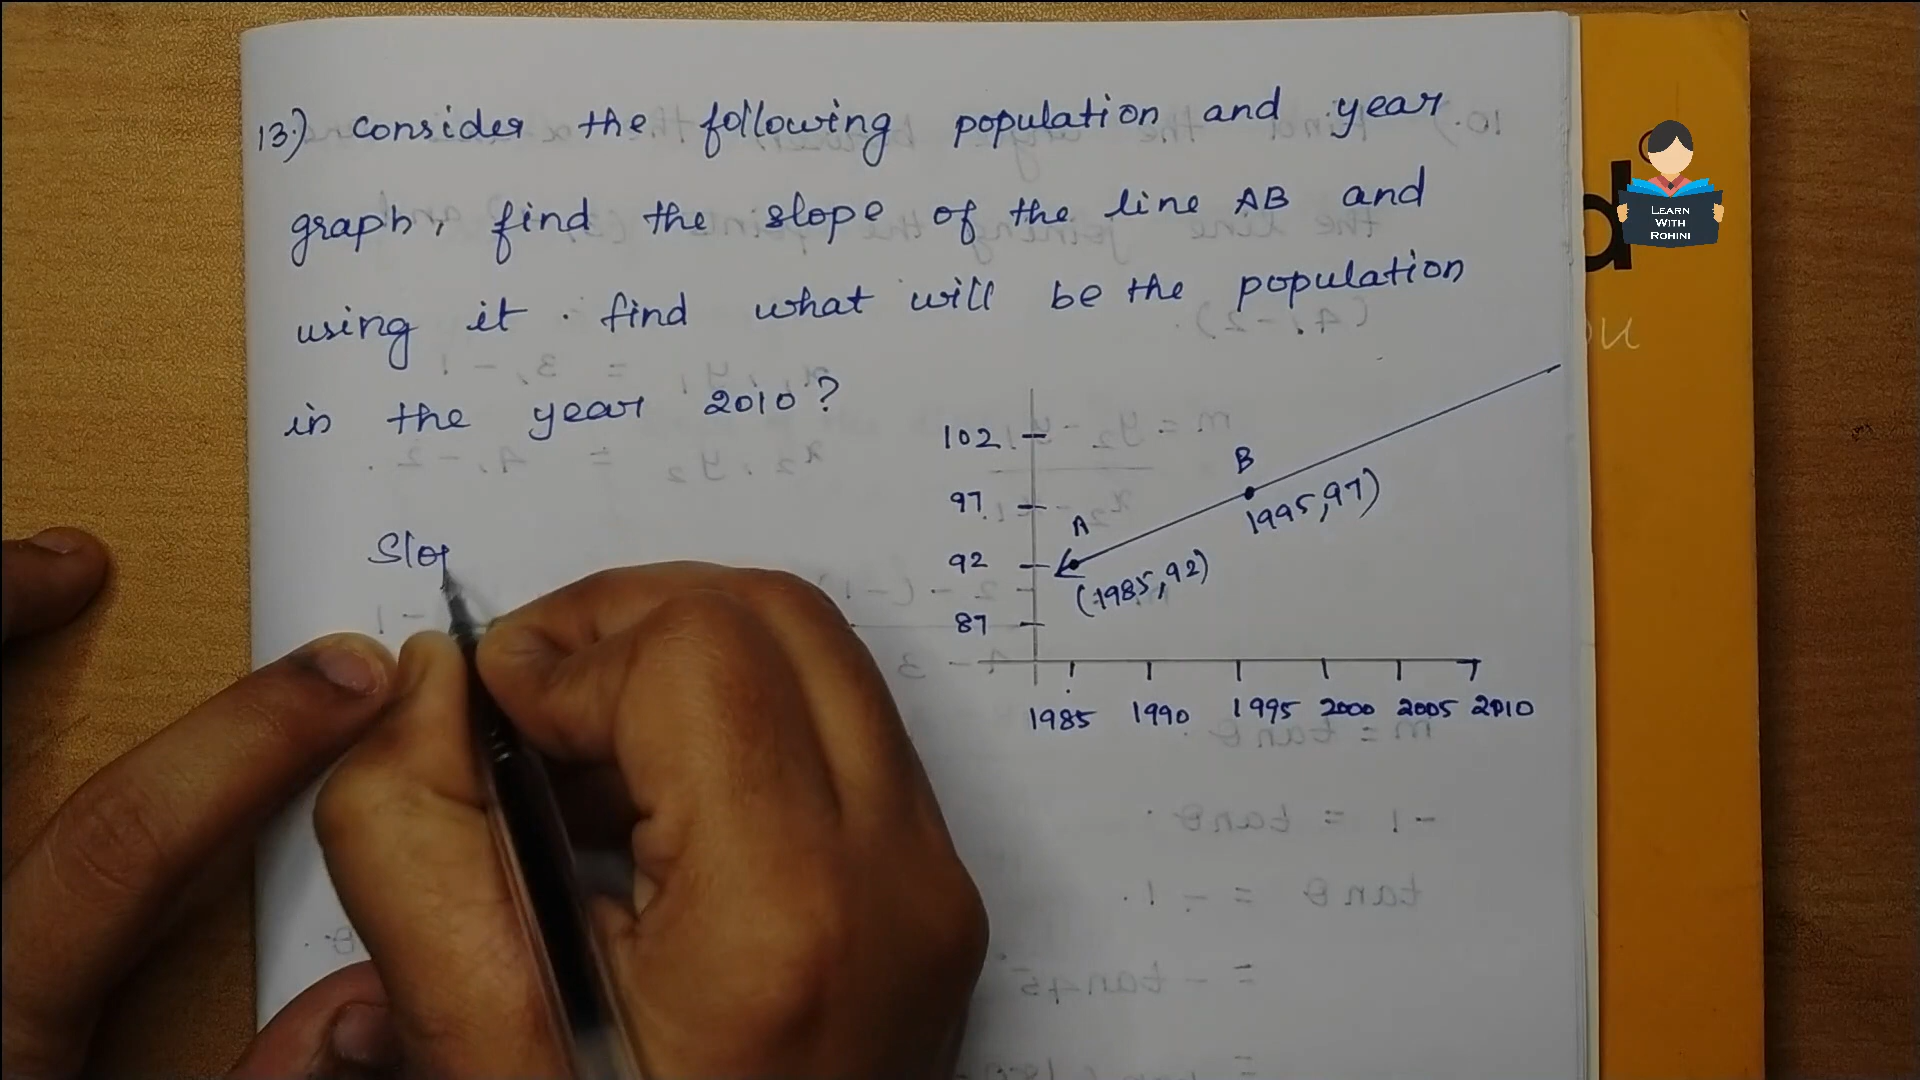 13.) Consider the following population and year
graph, find the slope of the line AB and
using it . find what will be the population
in the year 2010?
102
97
92
87
A
B
(1985,92)
1995,97)
1985 1990 1995 2000 2005 2010
Slop
LEARN
WITH
ROHINI